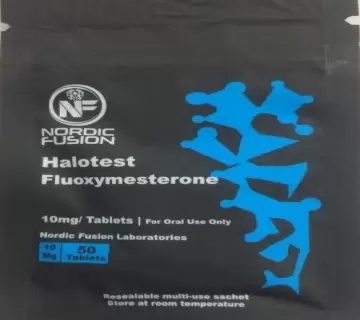 NF
NORDIC
FUSION
Halotest
Fluoxymesterone
10mg/ Tablets | For Oral Use Only
Nordic Fusion Laboratories
10 50
Mg Tablets
Resealable multi-use sachet
Store at room temperature